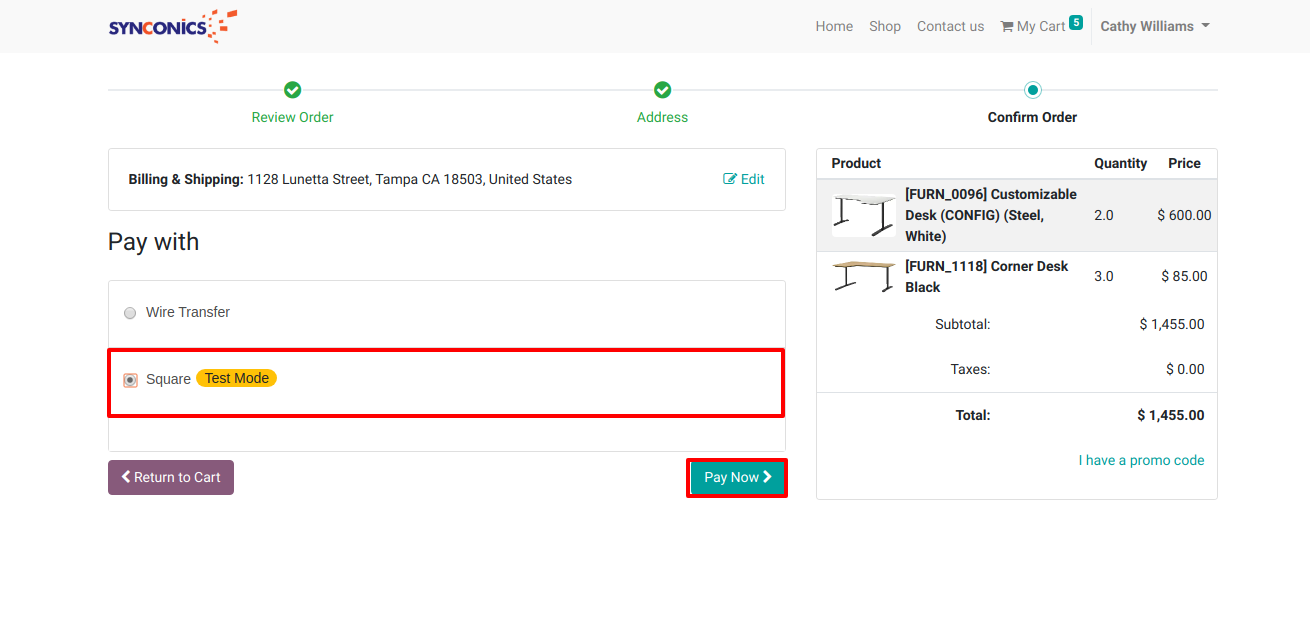 SYNCONICS
Home Shop Contact us My Cart 5 Cathy Williams
Review Order Address Confirm Order
Billing & Shipping: 1128 Lunetta Street, Tampa CA 18503, United States Edit
Pay with
Wire Transfer
Square Test Mode
Return to Cart
Pay Now
Product Quantity Price
[FURN_0096] Customizable
Desk (CONFIG) (Steel, 2.0 $ 600.00
White)
[FURN_1118] Corner Desk
Black 3.0 $ 85.00
Subtotal: $ 1,455.00
Taxes: $ 0.00
Total: $ 1,455.00
I have a promo code